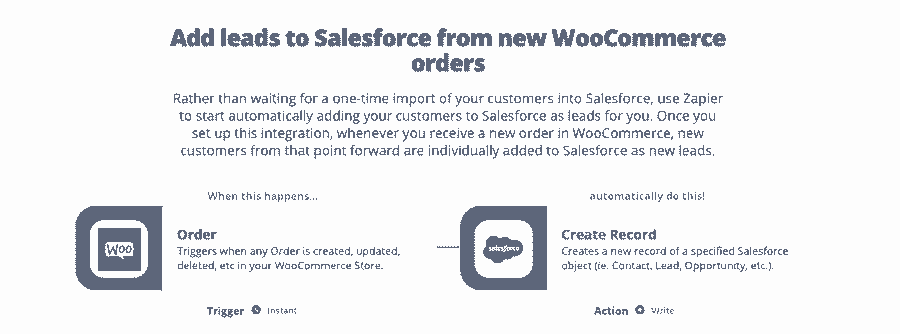 Add leads to Salesforce from new WooCommerce
orders
Rather than waiting for a one-time import of your customers into Salesforce, use Zapier
to start automatically adding your customers to Salesforce as leads for you. Once you
set up this integration, whenever you receive a new order in WooCommerce, new
customers from that point forward are individually added to Salesforce as new leads.
When this happens...
automatically do this!
Woo
Order
Triggers when any Order is created, updated,
deleted, etc in your WooCommerce Store.
salesforce
Create Record
Creates a new record of a specified Salesforce
object (ie. Contact, Lead, Opportunity, etc.).
Trigger Instant
Action Write